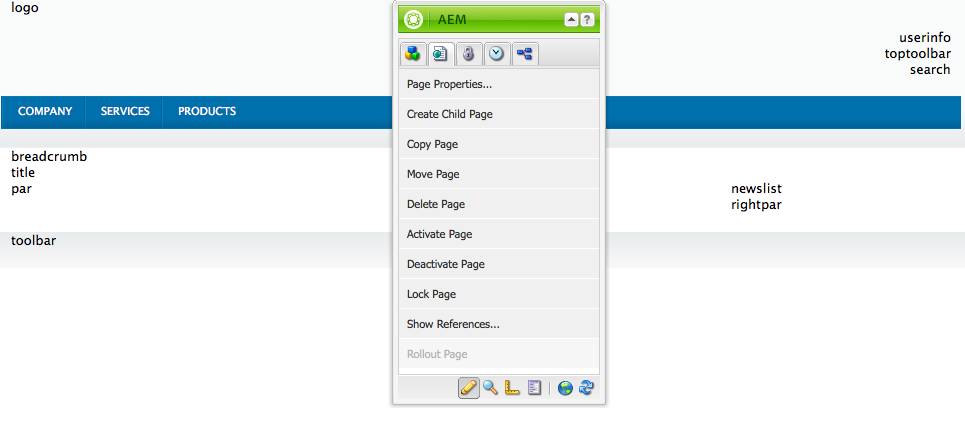 logo
AEM
?
userinfo
toptoolbar
search
COMPANY SERVICES PRODUCTS
Page Properties...
Create Child Page
Copy Page
Move Page
Delete Page
Activate Page
Deactivate Page
Lock Page
Show References...
Rollout Page
breadcrumb
title
par
newslist
rightpar
toolbar